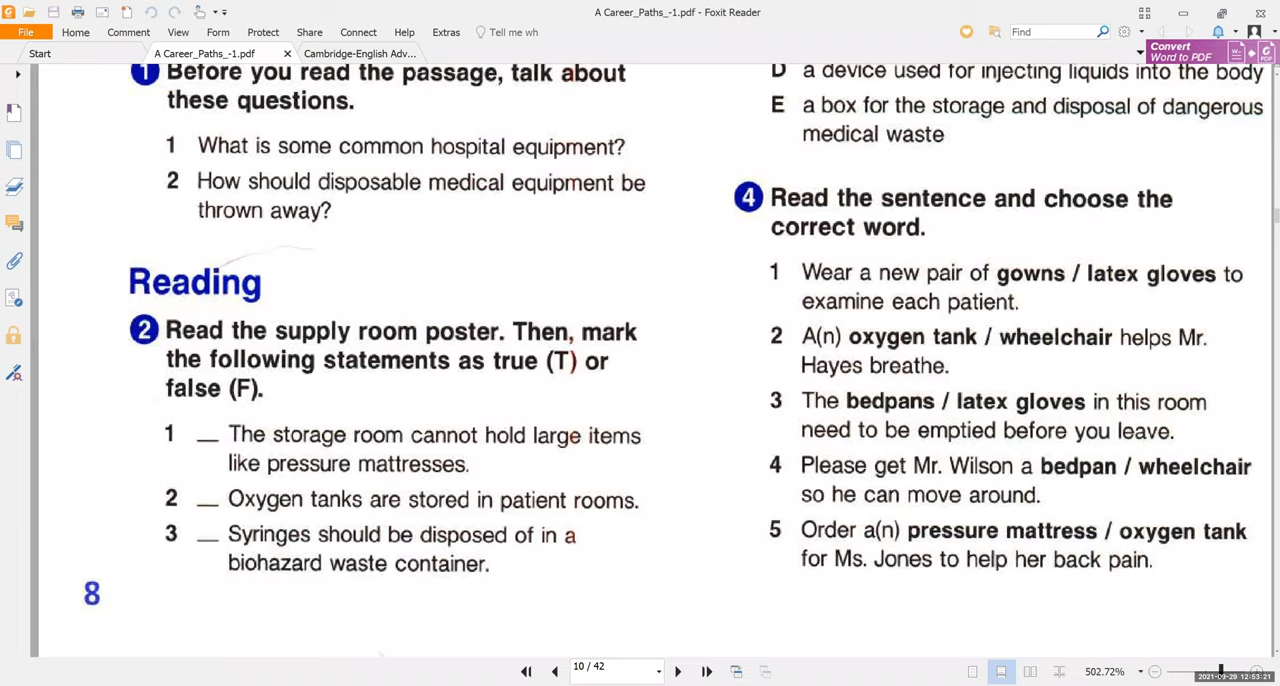 A Career_Paths_-1.pdf - Foxit Reader
File Home Comment View Form Protect Share Connect Help Extras Tell me wh
Find
Start
A Career_Paths_-1.pdf
Cambridge-English Adv...
Convert
Word to PDF
1 Before you read the passage, talk about
these questions.
1 What is some common hospital equipment?
2 How should disposable medical equipment be
thrown away?
Reading
2 Read the supply room poster. Then, mark
the following statements as true (T) or
false (F).
1 __ The storage room cannot hold large items
like pressure mattresses.
2 __ Oxygen tanks are stored in patient rooms.
3 __ Syringes should be disposed of in a
biohazard waste container.
8
D a device used for injecting liquids into the body
E a box for the storage and disposal of dangerous
medical waste
4 Read the sentence and choose the
correct word.
1 Wear a new pair of gowns / latex gloves to
examine each patient.
2 A(n) oxygen tank / wheelchair helps Mr.
Hayes breathe.
3 The bedpans / latex gloves in this room
need to be emptied before you leave.
4 Please get Mr. Wilson a bedpan / wheelchair
so he can move around.
5 Order a(n) pressure mattress / oxygen tank
for Ms. Jones to help her back pain.
10 / 42
502.72%
2021-09-29 12:53:21